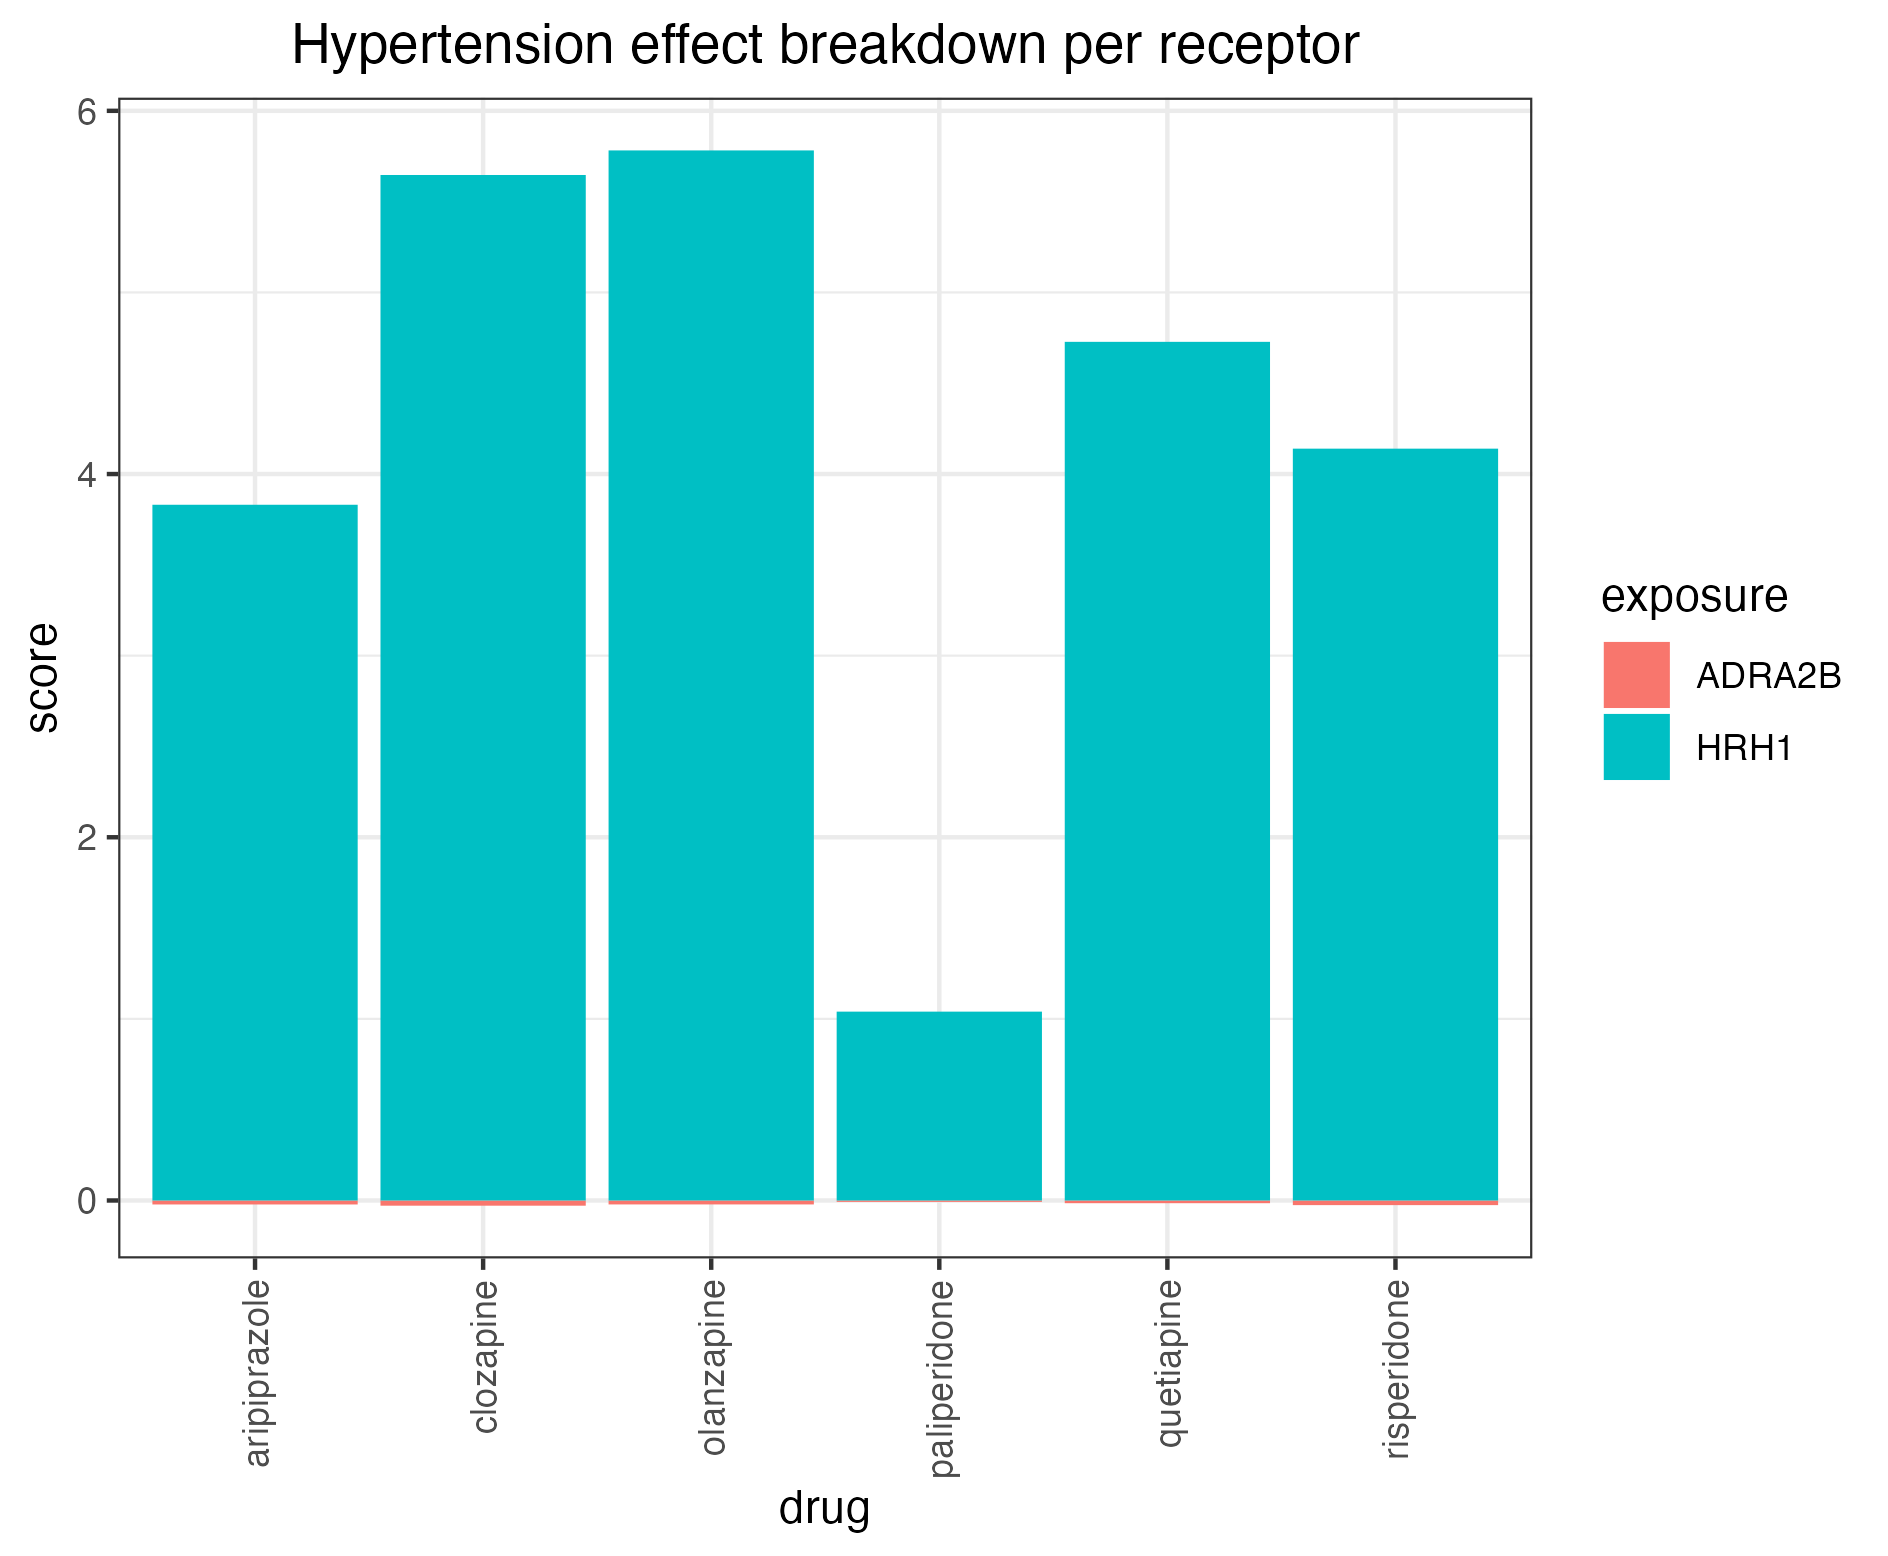 Hypertension effect breakdown per receptor
6
4
2
0
score
aripiprazole
clozapine
olanzapine
paliperidone
quetiapine
risperidone
drug
exposure
ADRA2B
HRH1